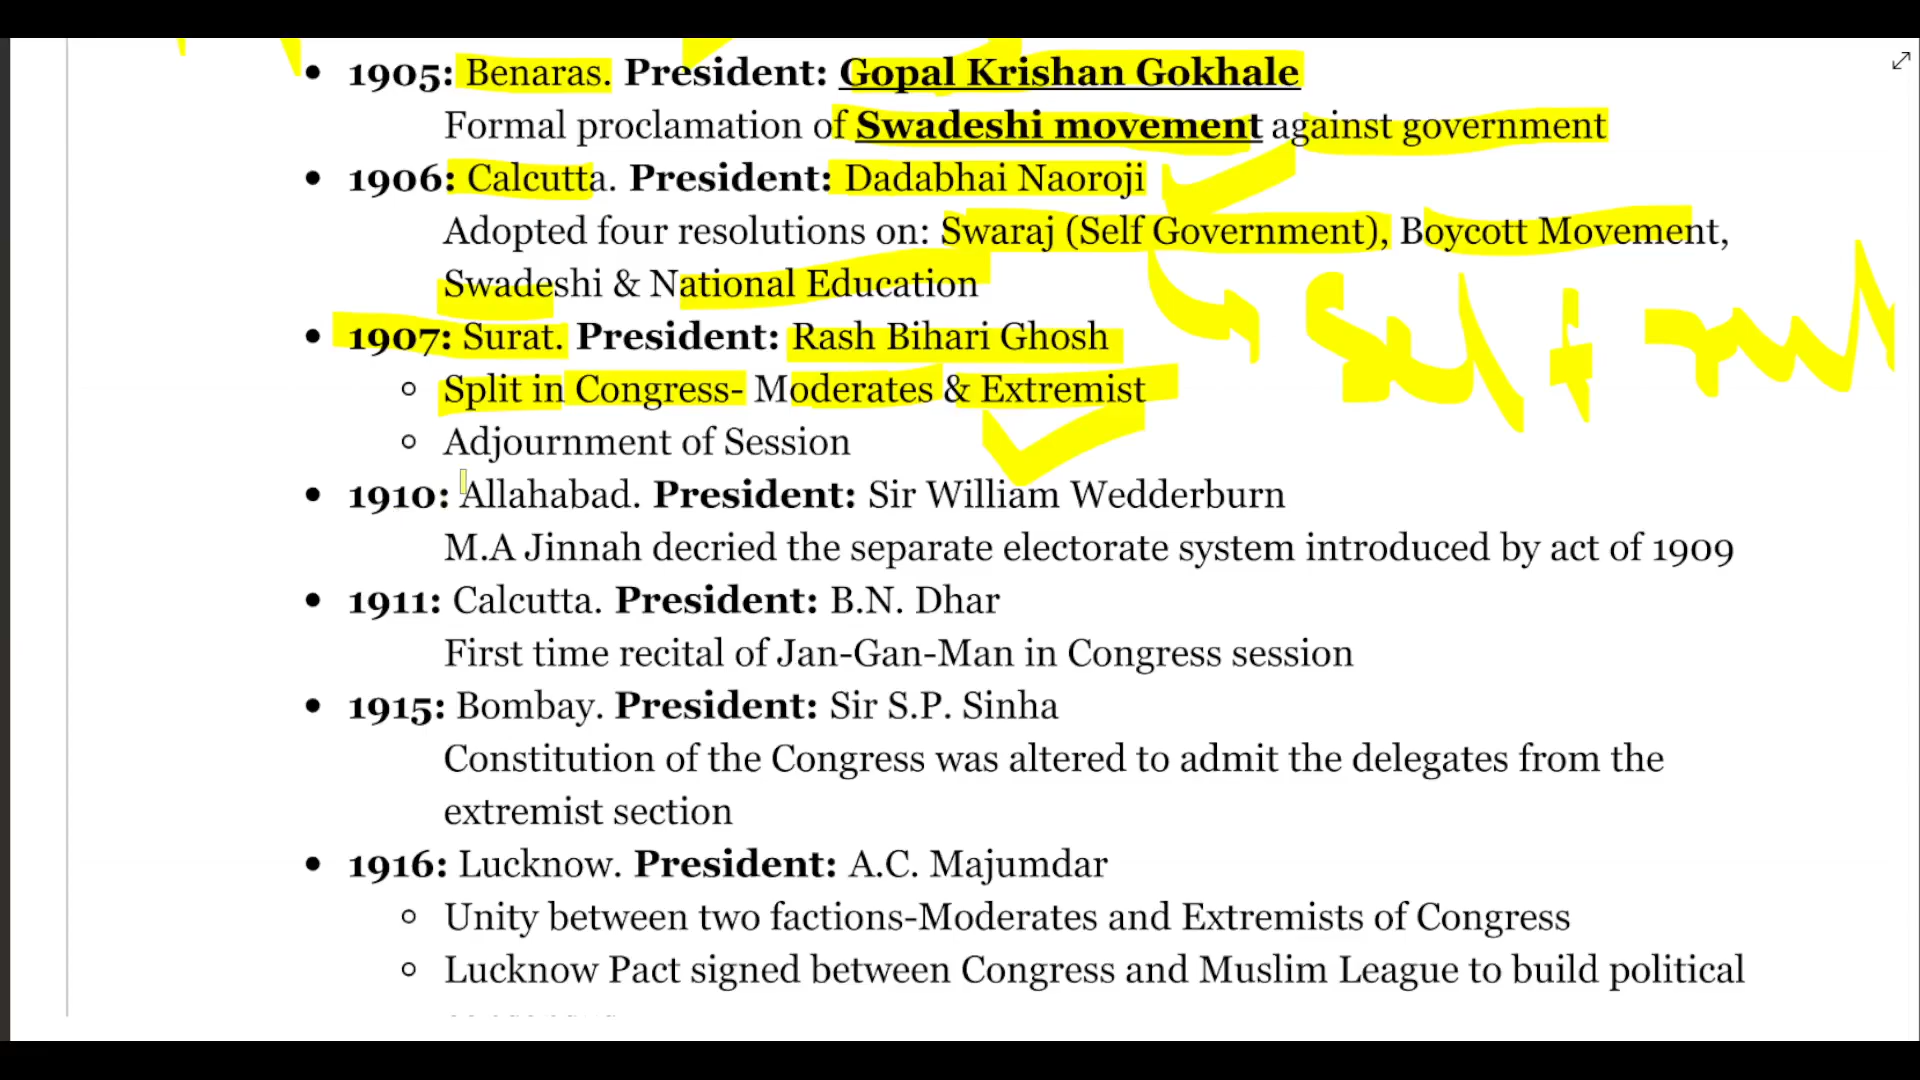 • 1905: Benaras. President: Gopal Krishan Gokhale
Formal proclamation of Swadeshi movement against government
• 1906: Calcutta. President: Dadabhai Naoroji
Adopted four resolutions on: Swaraj (Self Government), Boycott Movement,
Swadeshi & National Education
• 1907: Surat. President: Rash Bihari Ghosh
○ Split in Congress- Moderates & Extremist
○ Adjournment of Session
• 1910: Allahabad. President: Sir William Wedderburn
M.A Jinnah decried the separate electorate system introduced by act of 1909
• 1911: Calcutta. President: B.N. Dhar
First time recital of Jan-Gan-Man in Congress session
• 1915: Bombay. President: Sir S.P. Sinha
Constitution of the Congress was altered to admit the delegates from the
extremist section
• 1916: Lucknow. President: A.C. Majumdar
○ Unity between two factions-Moderates and Extremists of Congress
○ Lucknow Pact signed between Congress and Muslim League to build political